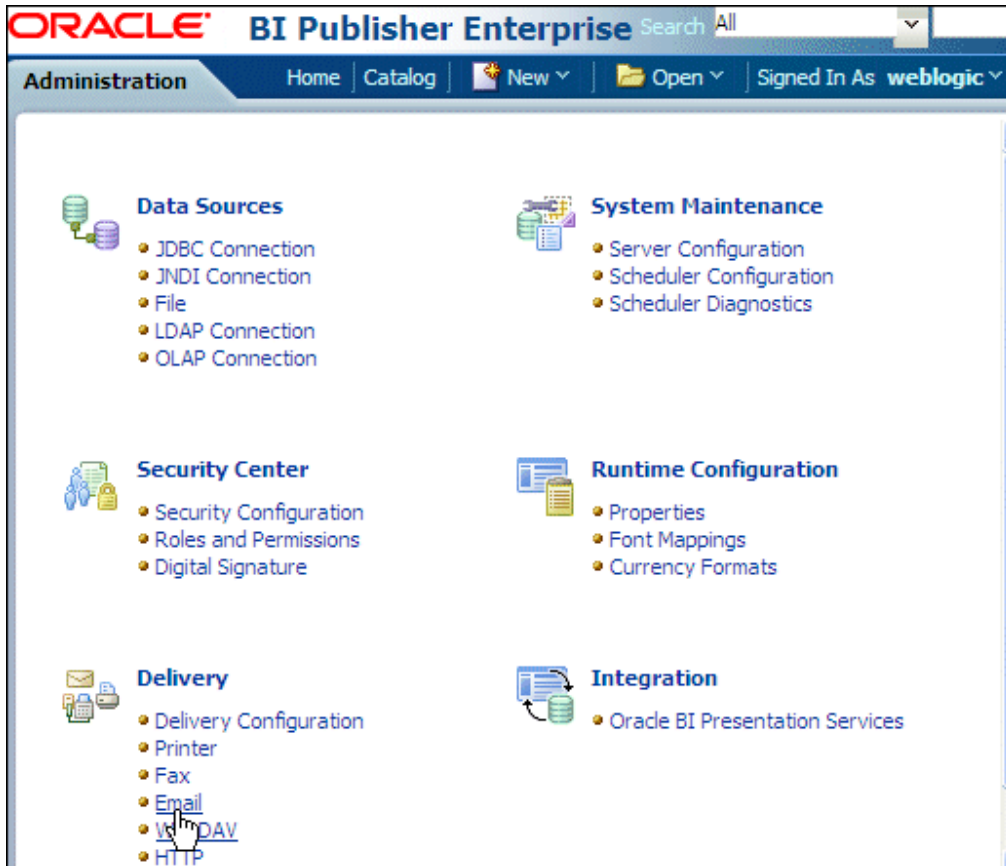 ORACLE BI Publisher Enterprise Search All
Administration Home Catalog New Open Signed In As weblogic
Data Sources
JDBC Connection
JNDI Connection
File
LDAP Connection
OLAP Connection
System Maintenance
Server Configuration
Scheduler Configuration
Scheduler Diagnostics
Security Center
Security Configuration
Roles and Permissions
Digital Signature
Runtime Configuration
Properties
Font Mappings
Currency Formats
Delivery
Delivery Configuration
Printer
Fax
Email
HTTP
Integration
Oracle BI Presentation Services